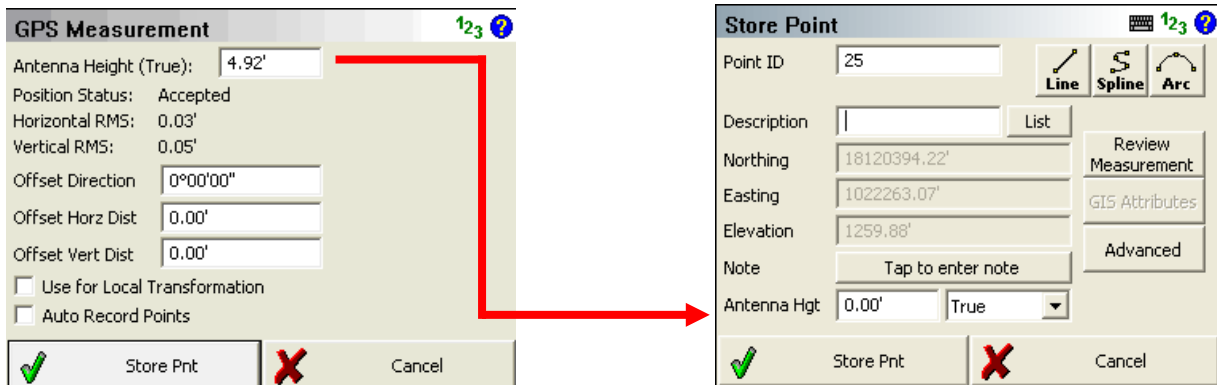 GPS Measurement
123 ?
Antenna Height (True): 4.92'
Position Status: Accepted
Horizontal RMS: 0.03'
Vertical RMS: 0.05'
Offset Direction 0°00'00"
Offset Horz Dist 0.00'
Offset Vert Dist 0.00'
Use for Local Transformation
Auto Record Points
Store Pnt Cancel
Store Point
123 ?
Point ID 25
Line Spline Arc
Description List
Northing 18120394.22'
Review
Measurement
Easting 1022263.07'
GIS Attributes
Elevation 1259.88'
Advanced
Note Tap to enter note
Antenna Hgt 0.00' True
Store Pnt Cancel